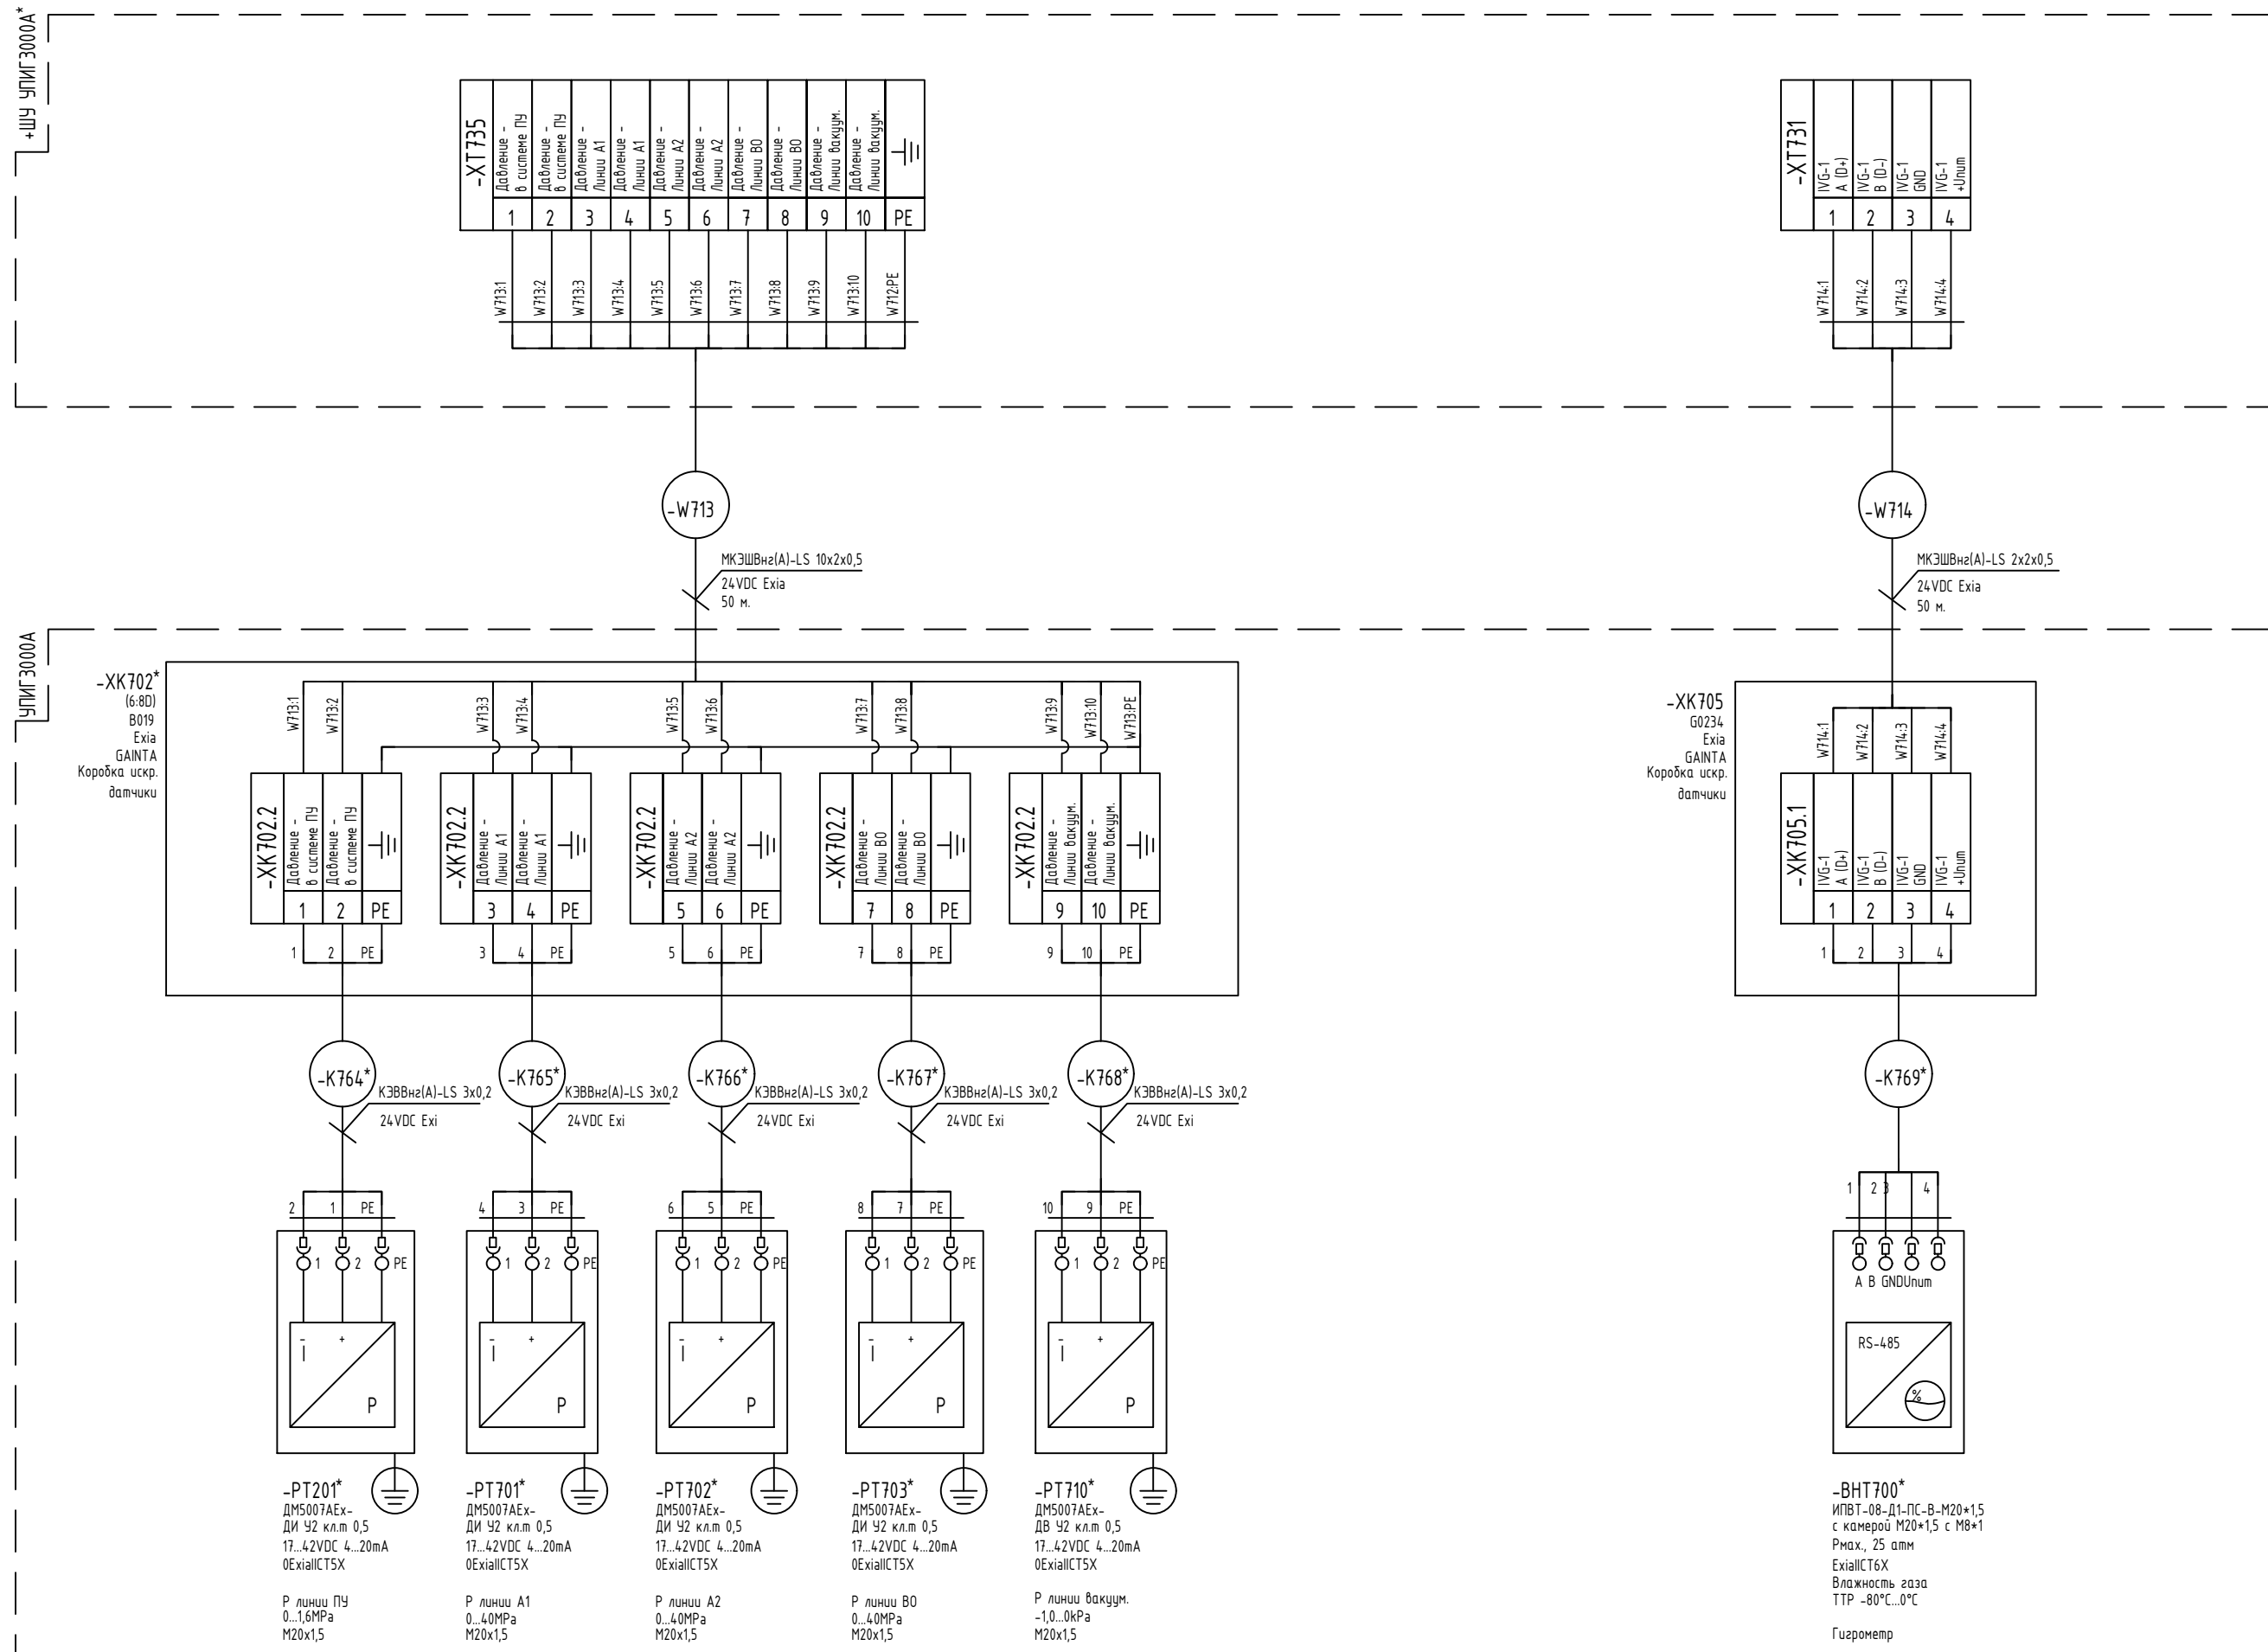 +ШУ УПИГ3000А*
-XT735
Давление -
в системе ПУ
Давление -
в системе ПУ
Давление -
Линии А1
Давление -
Линии А1
Давление -
Линии А2
Давление -
Линии А2
Давление -
Линии ВО
Давление -
Линии ВО
Давление -
Линии вакуум.
Давление -
Линии вакуум.
1 2 3 4 5 6 7 8 9 10 PE
W713:1
W713:2
W713:3
W713:4
W713:5
W713:6
W713:7
W713:8
W713:9
W713:10
W712:PE
-XT731
IVG-1
A (D+)
IVG-1
B (D-)
IVG-1
GND
IVG-1
+Uпит
1 2 3 4
W714:1
W714:2
W714:3
W714:4
-W713
МКЭШВнг(А)-LS 10х2х0,5
24VDC Exia
50 м.
-W714
МКЭШВнг(А)-LS 2х2х0,5
24VDC Exia
50 м.
УПИГ3000А
-XK702*
(6:8D)
B019
Exia
GAINTA
Коробка искр.
датчики
W713:1
W713:2
W713:3
W713:4
W713:5
W713:6
W713:7
W713:8
W713:9
W713:10
W713:PE
-XK702.2
Давление -
в системе ПУ
Давление -
в системе ПУ
1 2 PE
1 2 PE
-XK702.2
Давление -
Линии А1
Давление -
Линии А1
3 4 PE
3 4 PE
-XK702.2
Давление -
Линии А2
Давление -
Линии А2
5 6 PE
5 6 PE
-XK702.2
Давление -
Линии ВО
Давление -
Линии ВО
7 8 PE
7 8 PE
-XK702.2
Давление -
Линии вакуум.
Давление -
Линии вакуум.
9 10 PE
9 10 PE
-XK705
G0234
Exia
GAINTA
Коробка искр.
датчики
W714:1
W714:2
W714:3
W714:4
-XK705.1
IVG-1
A (D+)
IVG-1
B (D-)
IVG-1
GND
IVG-1
+Uпит
1 2 3 4
1 2 3 4
-K764*
КЭВВнг(А)-LS 3х0,2
24VDC Exi
-K765*
КЭВВнг(А)-LS 3х0,2
24VDC Exi
-K766*
КЭВВнг(А)-LS 3х0,2
24VDC Exi
-K767*
КЭВВнг(А)-LS 3х0,2
24VDC Exi
-K768*
КЭВВнг(А)-LS 3х0,2
24VDC Exi
-K769*
2 1 PE
1 2 PE
- +
I
P
-PT201*
ДМ5007АЕх-
ДИ У2 кл.т 0,5
17...42VDC 4...20mA
0ExiaIICT5X
Р линии ПУ
0...1,6MPa
M20x1,5
4 3 PE
1 2 PE
- +
I
P
-PT701*
ДМ5007АЕх-
ДИ У2 кл.т 0,5
17...42VDC 4...20mA
0ExiaIICT5X
Р линии А1
0...40MPa
M20x1,5
6 5 PE
1 2 PE
- +
I
P
-PT702*
ДМ5007АЕх-
ДИ У2 кл.т 0,5
17...42VDC 4...20mA
0ExiaIICT5X
Р линии А2
0...40MPa
M20x1,5
8 7 PE
1 2 PE
- +
I
P
-PT703*
ДМ5007АЕх-
ДИ У2 кл.т 0,5
17...42VDC 4...20mA
0ExiaIICT5X
Р линии ВО
0...40MPa
M20x1,5
10 9 PE
1 2 PE
- +
I
P
-PT710*
ДМ5007АЕх-
ДВ У2 кл.т 0,5
17...42VDC 4...20mA
0ExiaIICT5X
Р линии вакуум.
-1,0...0kPa
M20x1,5
1 2 3 4
A B GND Uпит
RS-485
%
-BHT700*
ИПВТ-08-Д1-ПС-В-М20*1,5
с камерой М20*1,5 с М8*1
Рмах., 25 атм
ExiaIICT6X
Влажность газа
ТТР -80°C...0°C
Гигрометр